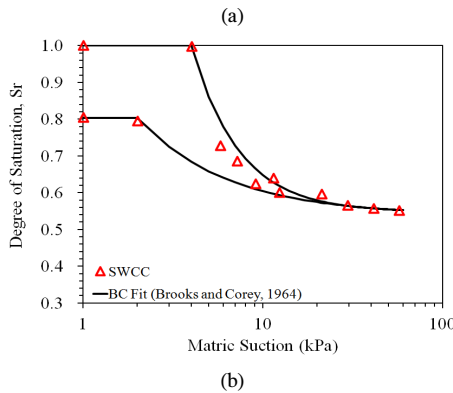 (a)
Degree of Saturation, Sr
1.0
0.9
0.8
0.7
0.6
0.5
0.4
0.3
SWCC
BC Fit (Brooks and Corey, 1964)
1
10
100
Matric Suction (kPa)
(b)